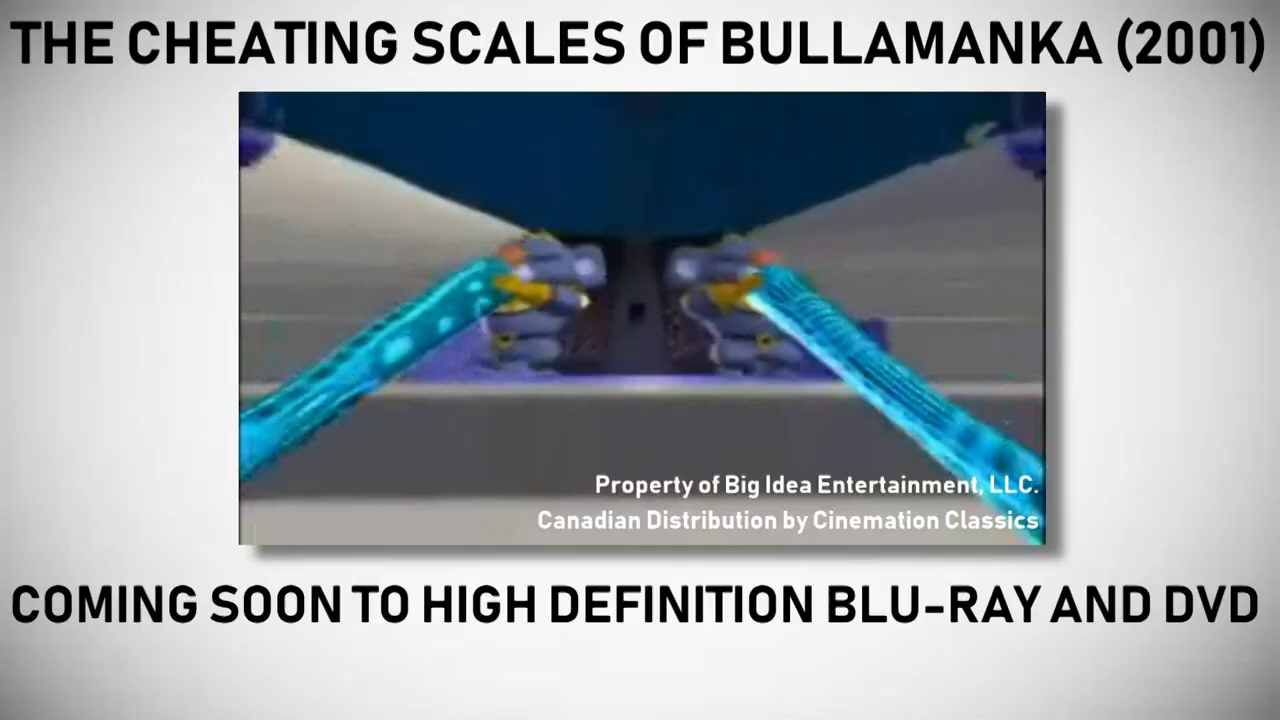 THE CHEATING SCALES OF BULLAMANKA (2001)
Property of Big Idea Entertainment, LLC.
Canadian Distribution by Cinemation Classics
COMING SOON TO HIGH DEFINITION BLU-RAY AND DVD